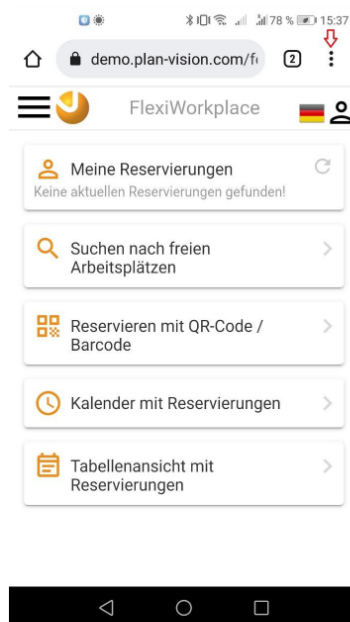 78 % 15:37
demo.plan-vision.com/f
2
FlexiWorkplace
Meine Reservierungen
Keine aktuellen Reservierungen gefunden!
Suchen nach freien
Arbeitsplätzen
Reservieren mit QR-Code /
Barcode
Kalender mit Reservierungen
Tabellenansicht mit
Reservierungen